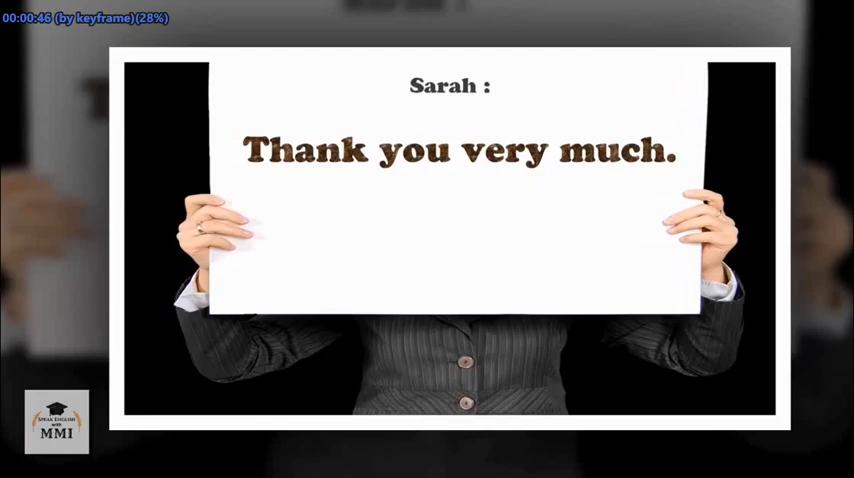 00:00:46 (by keyframe)(28%)
Sarah :
Thank you very much.
SPEAK ENGLISH
with
MMI